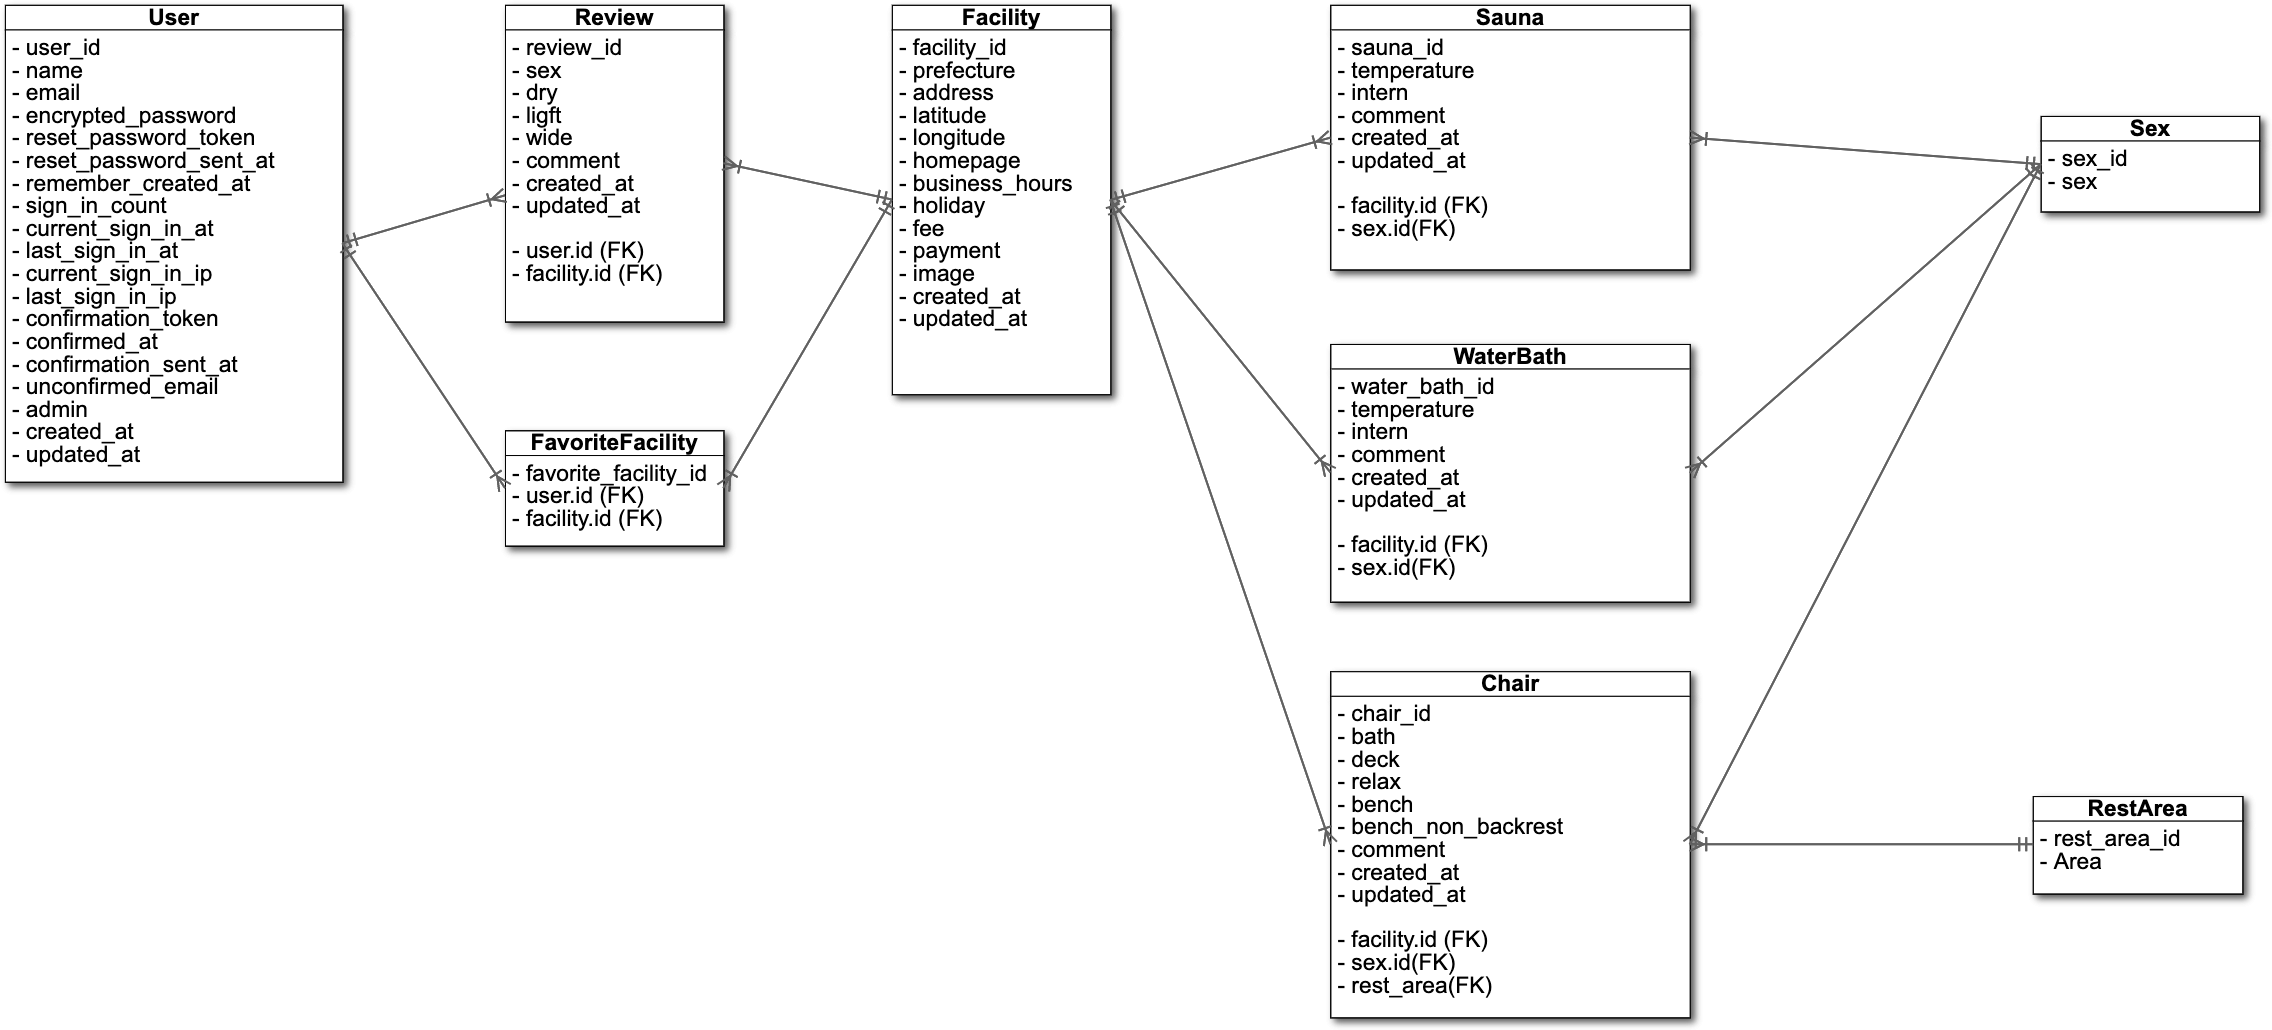 User
- user_id
- name
- email
- encrypted_password
- reset_password_token
- reset_password_sent_at
- remember_created_at
- sign_in_count
- current_sign_in_at
- last_sign_in_at
- current_sign_in_ip
- last_sign_in_ip
- confirmation_token
- confirmed_at
- confirmation_sent_at
- unconfirmed_email
- admin
- created_at
- updated_at
Review
- review_id
- sex
- dry
- ligft
- wide
- comment
- created_at
- updated_at
- user.id (FK)
- facility.id (FK)
FavoriteFacility
- favorite_facility_id
- user.id (FK)
- facility.id (FK)
Facility
- facility_id
- prefecture
- address
- latitude
- longitude
- homepage
- business_hours
- holiday
- fee
- payment
- image
- created_at
- updated_at
Sauna
- sauna_id
- temperature
- intern
- comment
- created_at
- updated_at
- facility.id (FK)
- sex.id(FK)
WaterBath
- water_bath_id
- temperature
- intern
- comment
- created_at
- updated_at
- facility.id (FK)
- sex.id(FK)
Chair
- chair_id
- bath
- deck
- relax
- bench
- bench_non_backrest
- comment
- created_at
- updated_at
- facility.id (FK)
- sex.id(FK)
- rest_area(FK)
Sex
- sex_id
- sex
RestArea
- rest_area_id
- Area